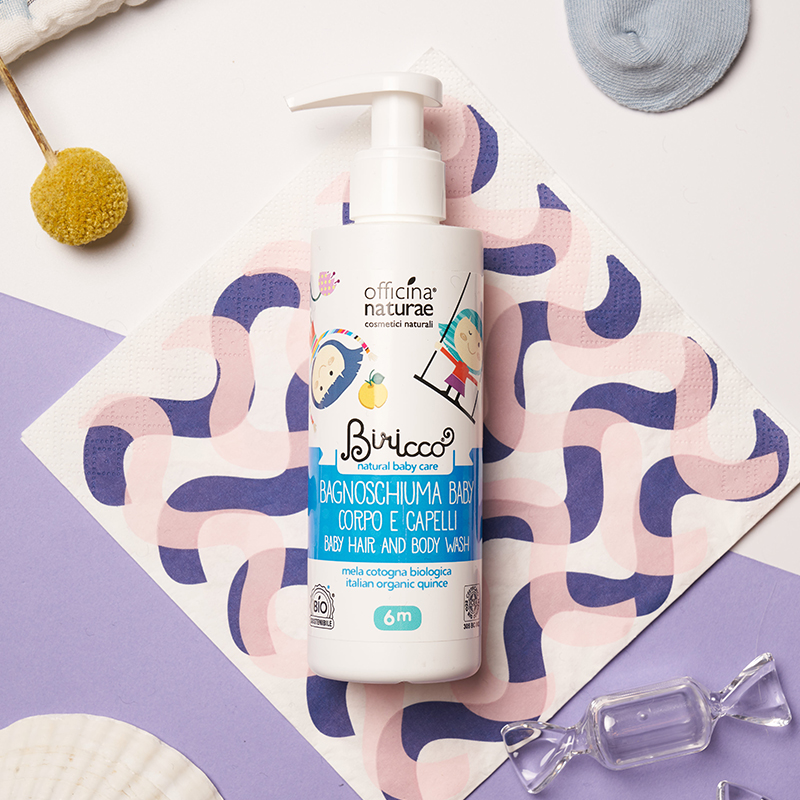 officina®
naturae
cosmetici naturali
Biricco
natural baby care
BAGNOSCHIUMA BABY
CORPO E CAPELLI
BABY HAIR AND BODY WASH
mela cotogna biologica
italian organic quince
BIO
6m